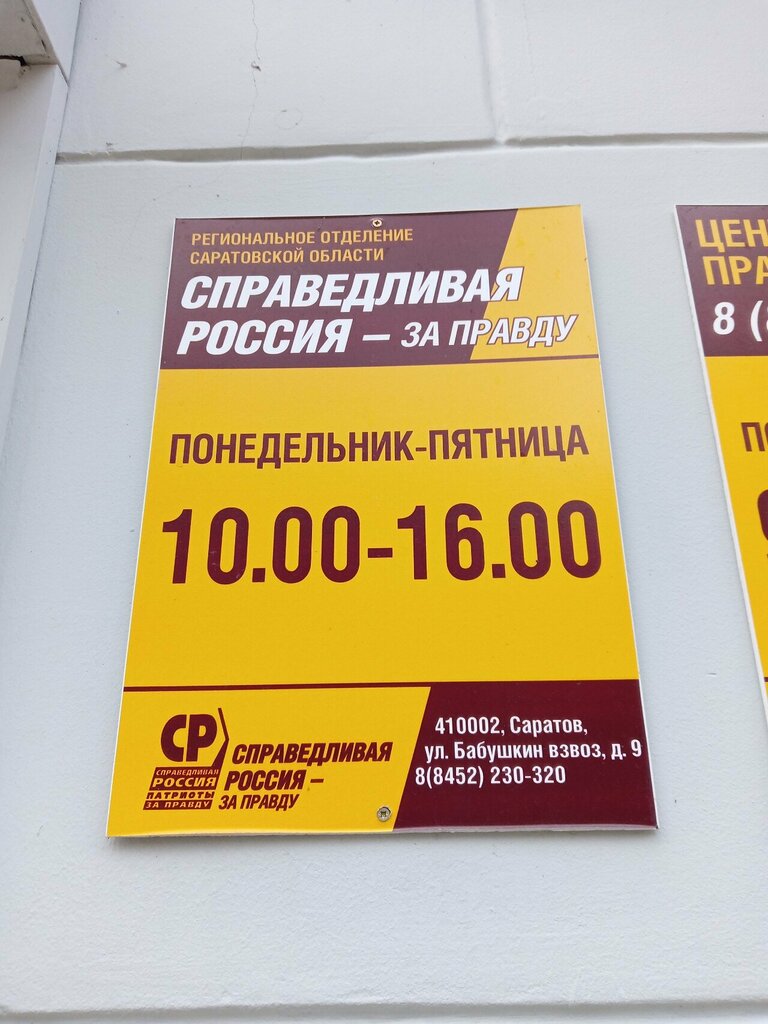 РЕГИОНАЛЬНОЕ ОТДЕЛЕНИЕ
САРАТОВСКОЙ ОБЛАСТИ
СПРАВЕДЛИВАЯ
РОССИЯ – ЗА ПРАВДУ
ПОНЕДЕЛЬНИК-ПЯТНИЦА
10.00-16.00
СР
СПРАВЕДЛИВАЯ
РОССИЯ
ПАТРИОТЫ
ЗА ПРАВДУ
СПРАВЕДЛИВАЯ
РОССИЯ –
ЗА ПРАВДУ
410002, Саратов,
ул. Бабушкин взвоз, д. 9
8(8452) 230-320
8